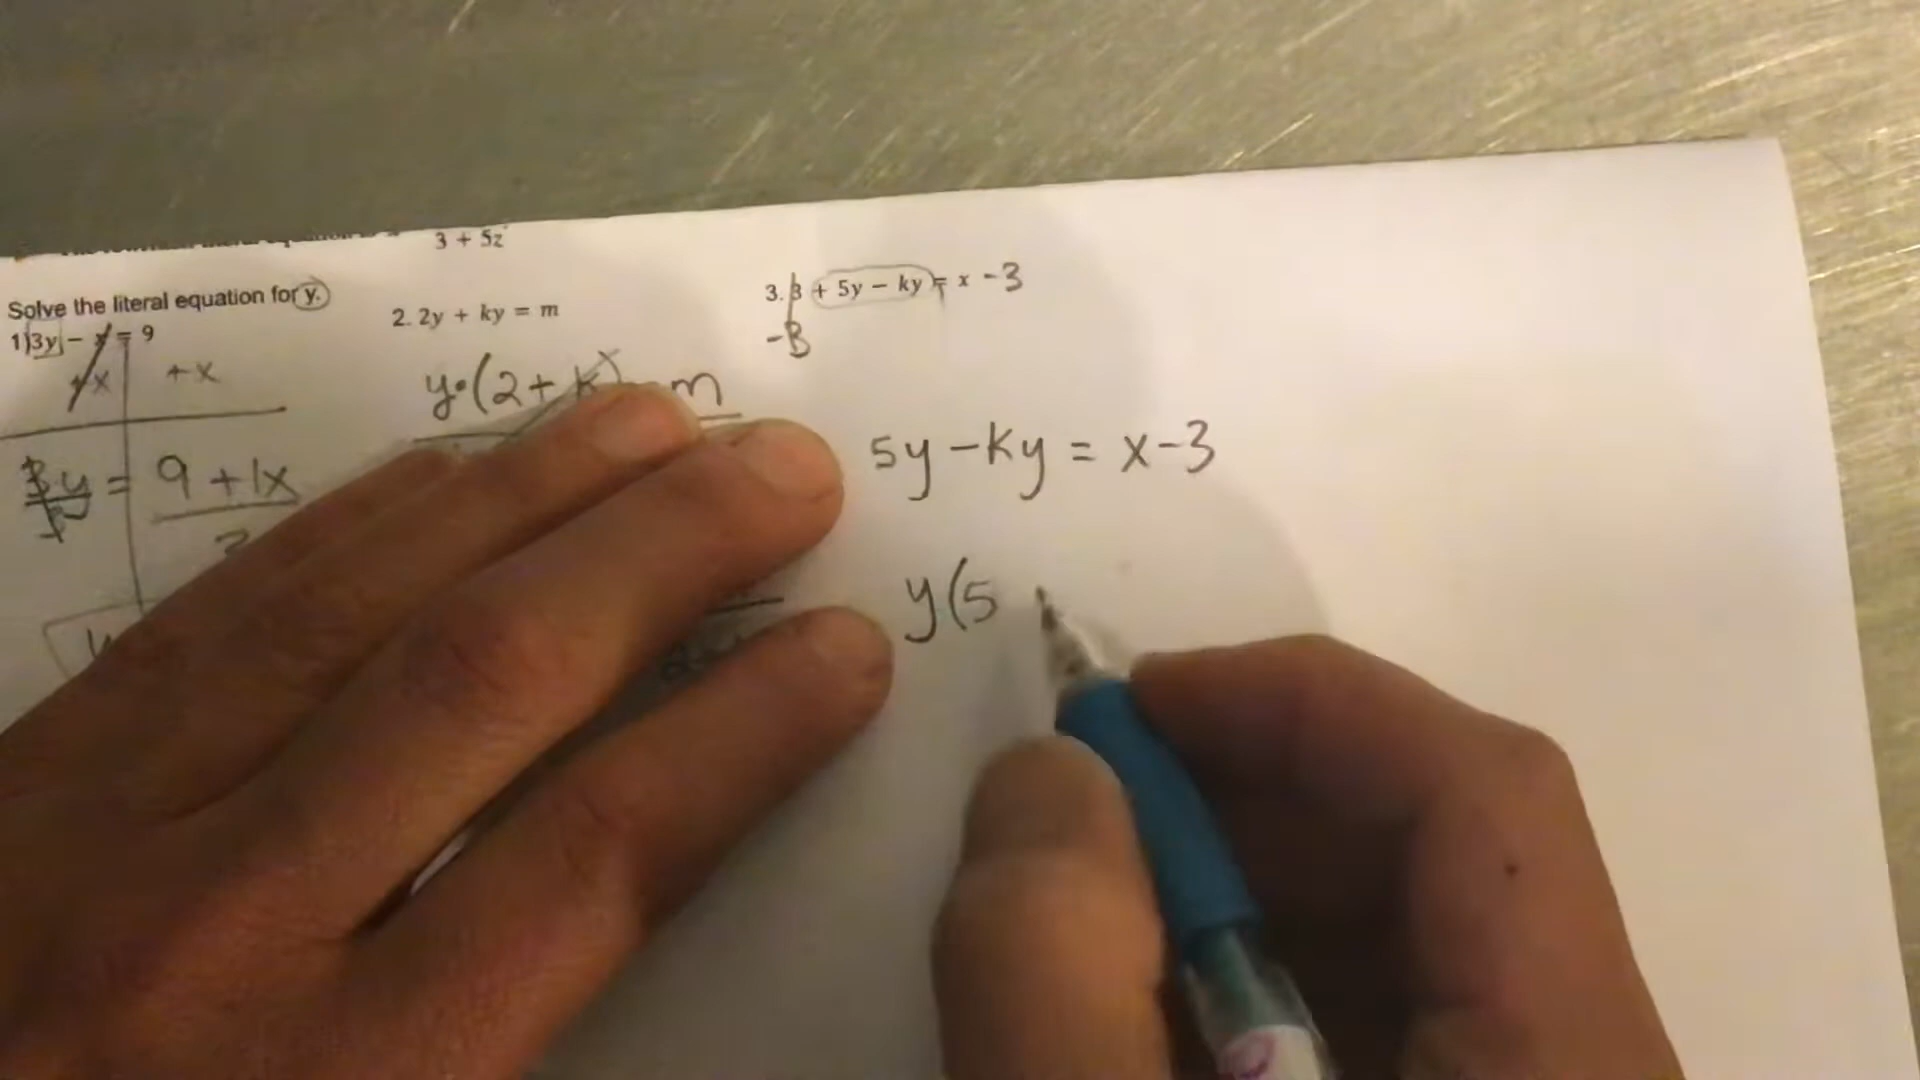 3 + 5z
Solve the literal equation for y.
1) 3y - x = 9
+x +x
3y = 9 + 1x
3
y
2. 2y + ky = m
y·(2 + k) m
3. 3 + 5y - ky = x - 3
-3
5y - ky = x - 3
y(5